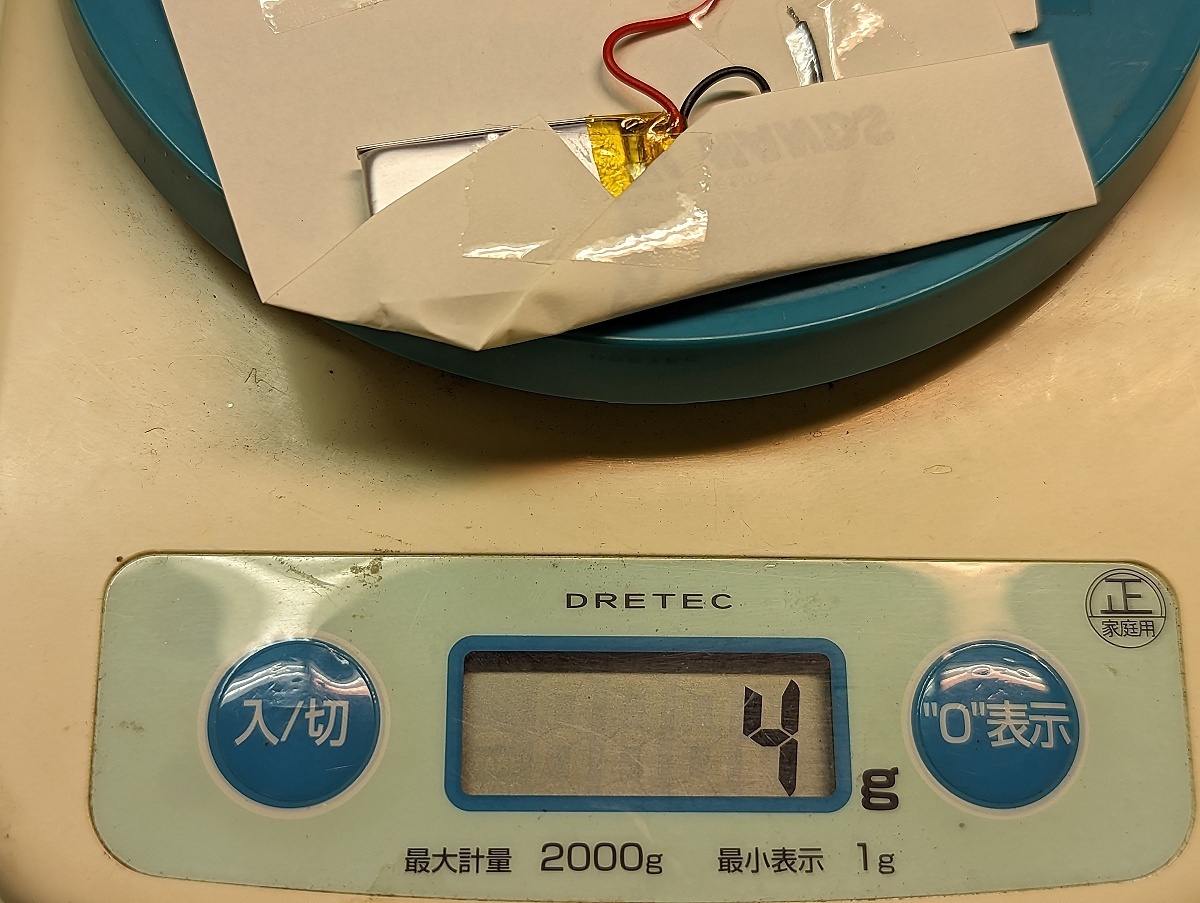 DRETEC
正
家庭用
入/切
4
g
"0"表示
最大計量 2000g 最小表示 1g